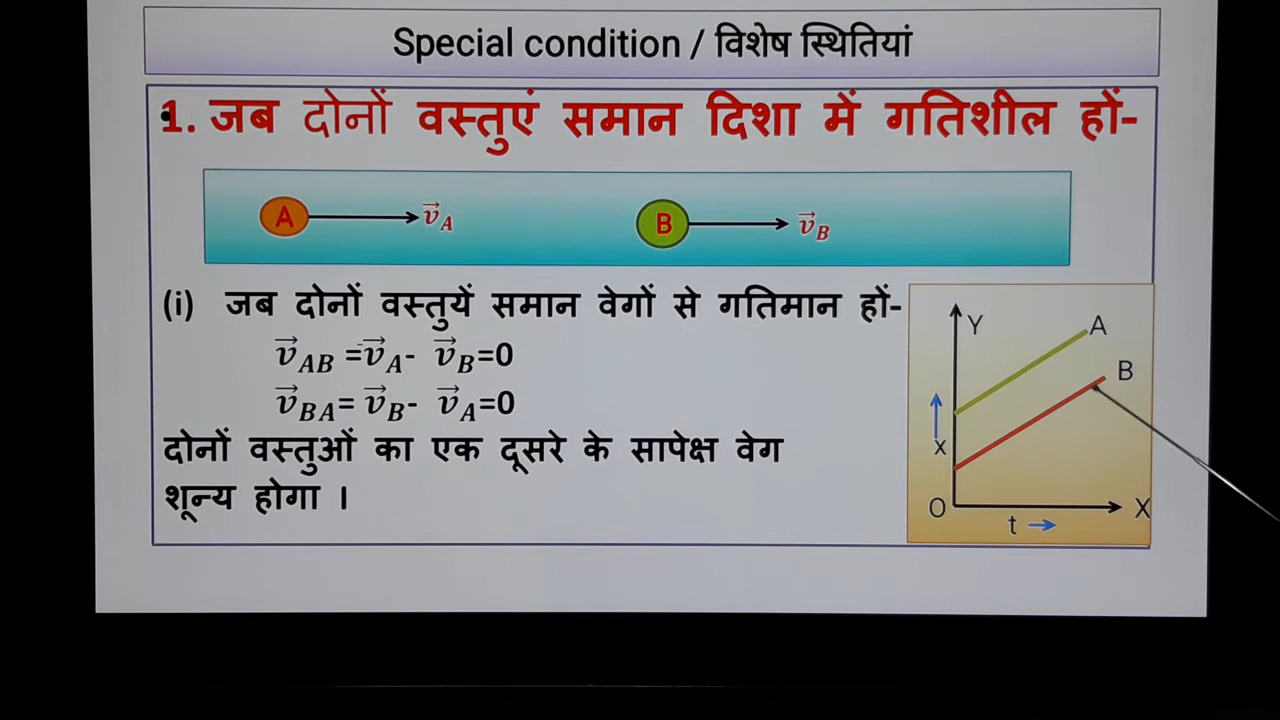 Special condition / विशेष स्थितियां
1. जब दोनों वस्तुएं समान दिशा में गतिशील हों-
A v⃗A B v⃗B
(i) जब दोनों वस्तुयें समान वेगों से गतिमान हों-
v⃗AB =v⃗A- v⃗B=0
v⃗BA= v⃗B- v⃗A=0
दोनों वस्तुओं का एक दूसरे के सापेक्ष वेग
शून्य होगा ।
Y A
B
x
O X
t